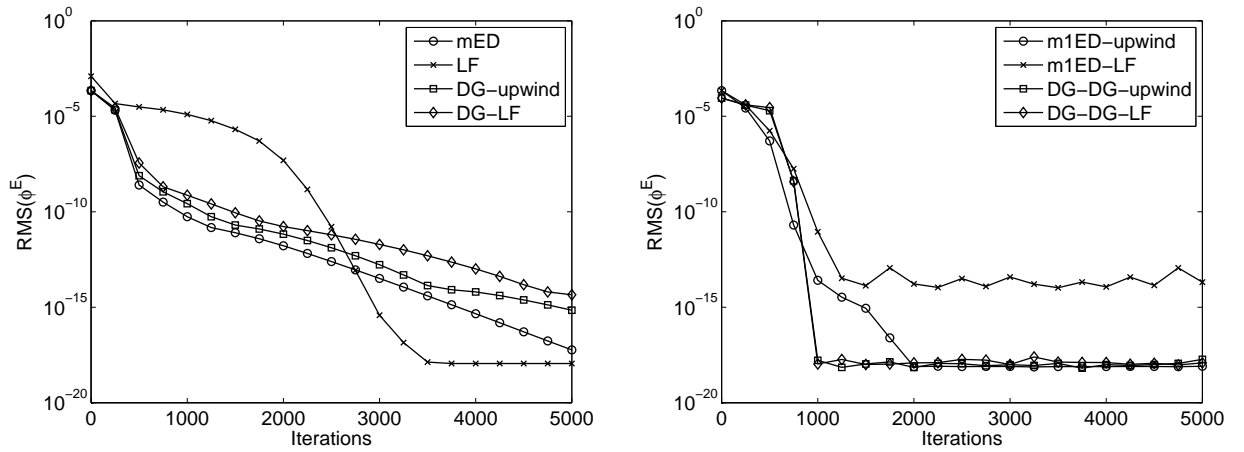 10^0
10^−5
10^−10
10^−15
10^−20
RMS(ϕ^E)
0 1000 2000 3000 4000 5000
Iterations
mED
LF
DG−upwind
DG−LF
10^0
10^−5
10^−10
10^−15
10^−20
RMS(ϕ^E)
0 1000 2000 3000 4000 5000
Iterations
m1ED−upwind
m1ED−LF
DG−DG−upwind
DG−DG−LF